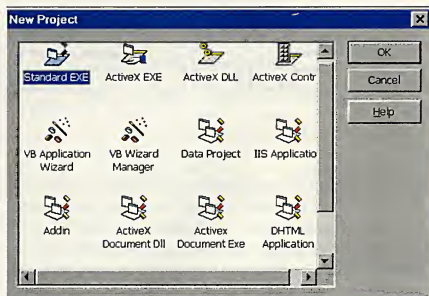 New Project
Standard EXE ActiveX EXE ActiveX DLL ActiveX Contr
VB Application Wizard VB Wizard Manager Data Project IIS Applicatio
Addin ActiveX Document Dll Activex Document Exe DHTML Application
OK
Cancel
Help